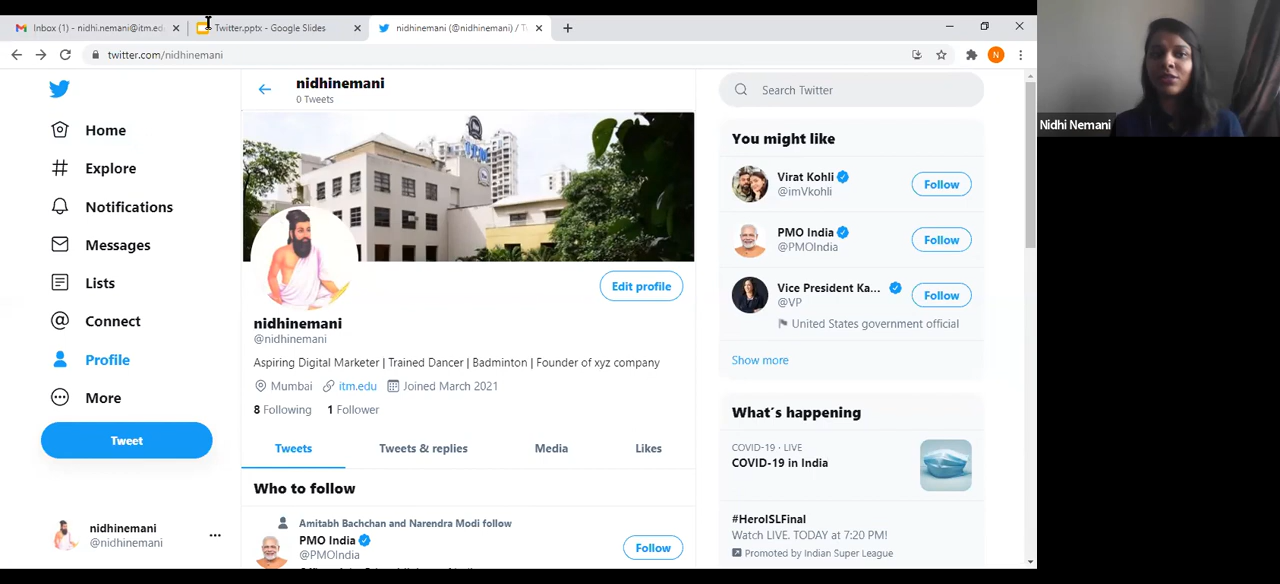 Inbox (1) - nidhi.nemani@itm.ed
Twitter.pptx - Google Slides
nidhinemani (@nidhinemani) / T
twitter.com/nidhinemani
N
Nidhi Nemani
Home
Explore
Notifications
Messages
Lists
Connect
Profile
More
Tweet
nidhinemani
@nidhinemani
nidhinemani
0 Tweets
Edit profile
nidhinemani
@nidhinemani
Aspiring Digital Marketer | Trained Dancer | Badminton | Founder of xyz company
Mumbai itm.edu Joined March 2021
8 Following 1 Follower
Tweets Tweets & replies Media Likes
Who to follow
Amitabh Bachchan and Narendra Modi follow
PMO India
@PMOIndia
Follow
Search Twitter
You might like
Virat Kohli
@imVkohli
Follow
PMO India
@PMOIndia
Follow
Vice President Ka...
@VP
Follow
United States government official
Show more
What's happening
COVID-19 · LIVE
COVID-19 in India
#HeroISLFinal
Watch LIVE. TODAY at 7:20 PM!
Promoted by Indian Super League